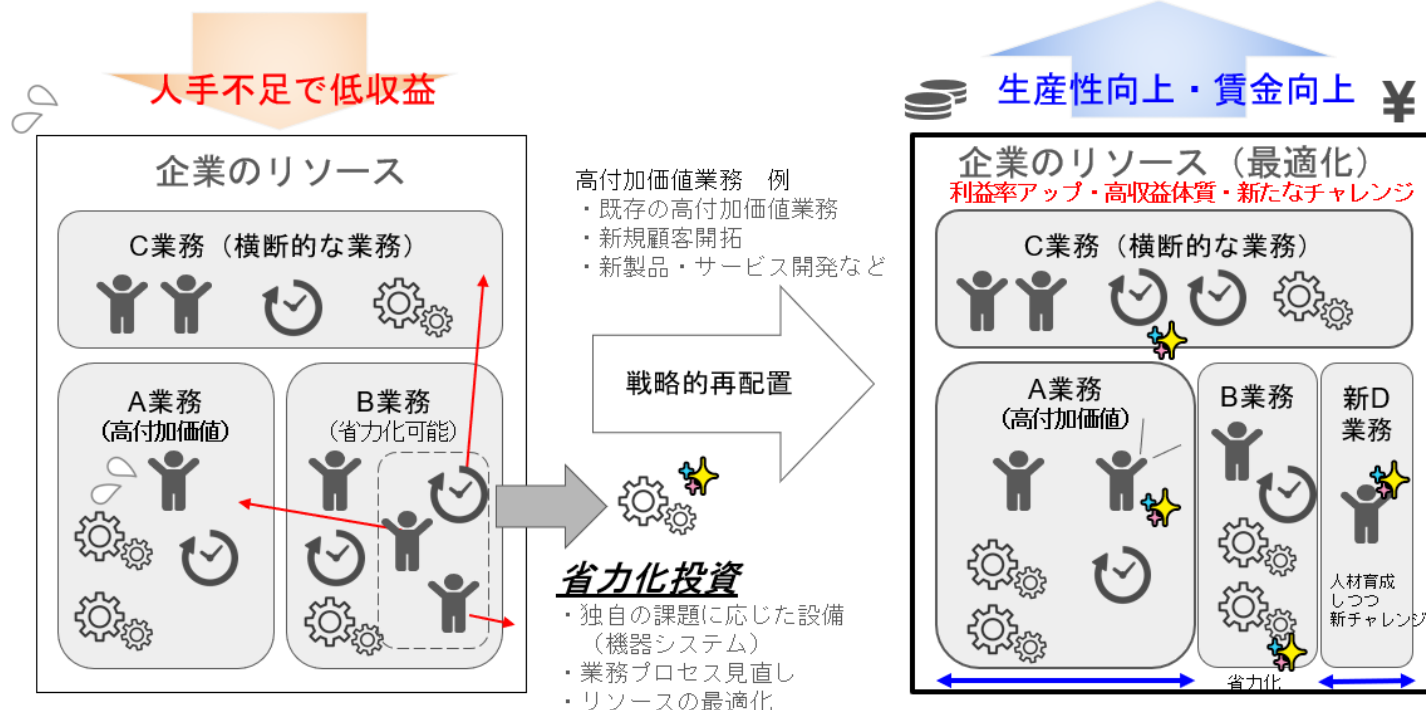 人手不足で低収益
企業のリソース
C業務（横断的な業務）
A業務
（高付加価値）
B業務
（省力化可能）
高付加価値業務　例
・既存の高付加価値業務
・新規顧客開拓
・新製品・サービス開発など
戦略的再配置
省力化投資
・独自の課題に応じた設備
（機器システム）
・業務プロセス見直し
・リソースの最適化
生産性向上・賃金向上
¥
企業のリソース（最適化）
利益率アップ・高収益体質・新たなチャレンジ
C業務（横断的な業務）
A業務
（高付加価値）
B業務
省力化
新D
業務
人材育成
しつつ
新チャレンジ